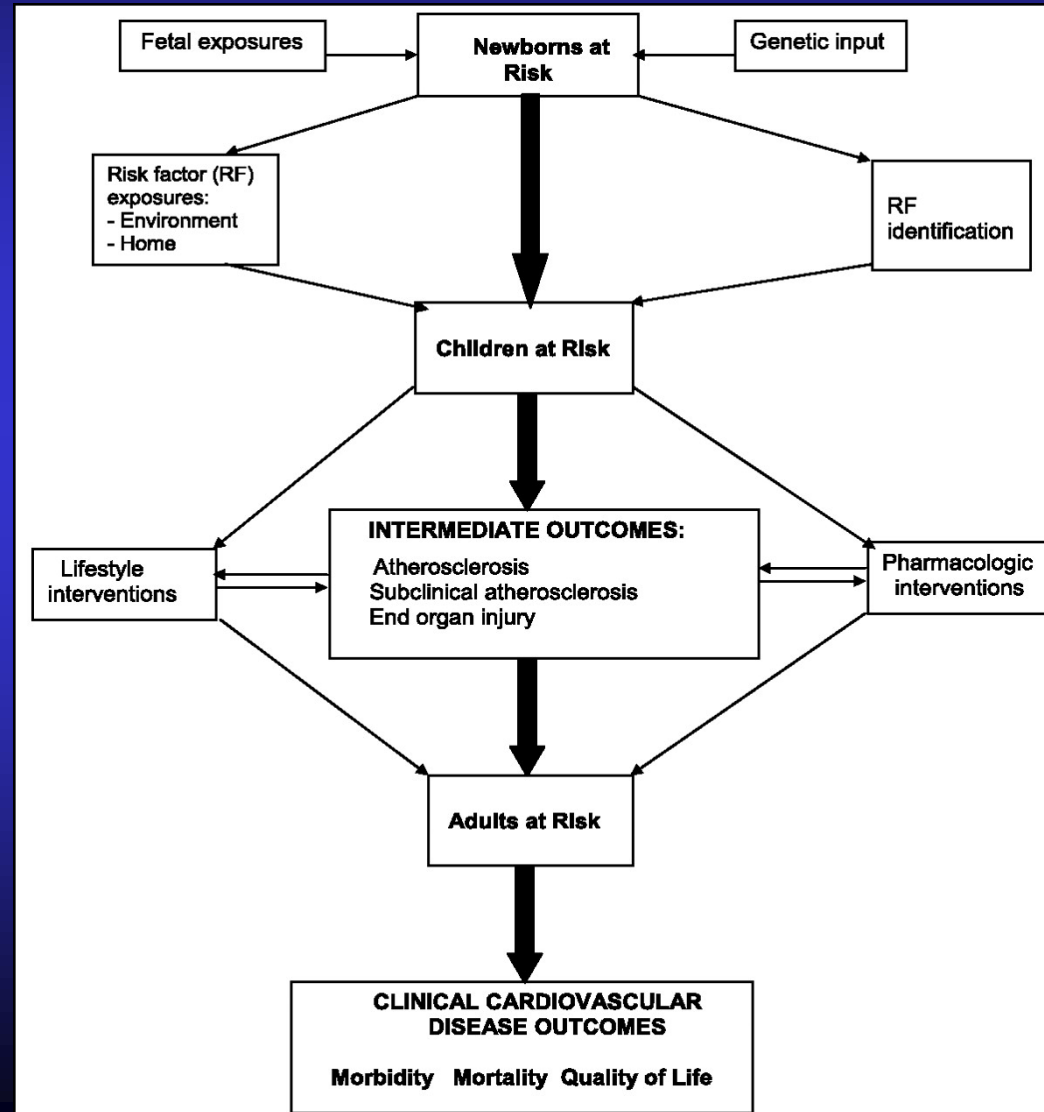 Fetal exposures
Newborns at
Risk
Genetic input
Risk factor (RF)
exposures:
- Environment
- Home
RF
identification
Children at Risk
INTERMEDIATE OUTCOMES:
Atherosclerosis
Subclinical atherosclerosis
End organ injury
Lifestyle
interventions
Pharmacologic
interventions
Adults at Risk
CLINICAL CARDIOVASCULAR
DISEASE OUTCOMES
Morbidity Mortality Quality of Life